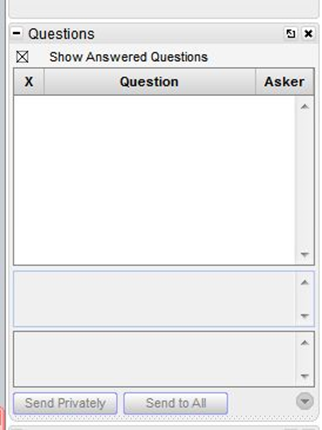 Questions
Show Answered Questions
X Question Asker
Send Privately Send to All